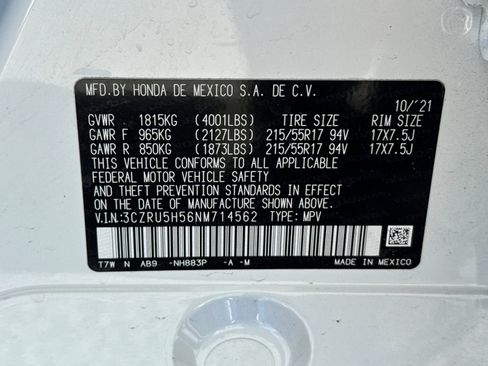 MFD.BY HONDA DE MEXICO S.A. DE C.V.
10/'21
GVWR 1815KG (4001LBS) TIRE SIZE RIM SIZE
GAWR F 965KG (2127LBS) 215/55R17 94V 17X7.5J
GAWR R 850KG (1873LBS) 215/55R17 94V 17X7.5J
THIS VEHICLE CONFORMS TO ALL APPLICABLE
FEDERAL MOTOR VEHICLE SAFETY AND
THEFT PREVENTION STANDARDS IN EFFECT
ON THE DATE OF MANUFACTURE SHOWN ABOVE.
V.I.N:3CZRU5H56NM714562 TYPE: MPV
T7W N AB9 -NH883P -A -M MADE IN MEXICO